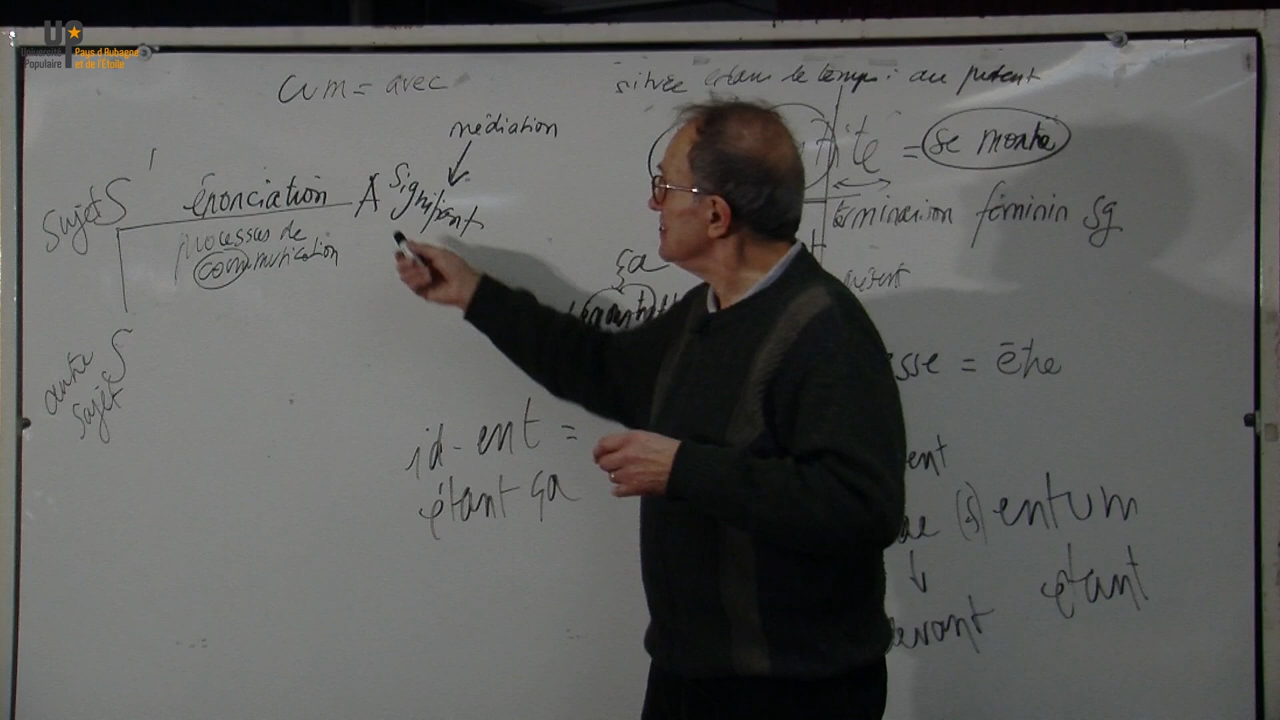 UP
Université Populaire
Pays d'Aubagne et de l'Étoile
cum = avec
située dans le temps : au présent
médiation
= se montre
sujet S énonciation A Signifiant
terminaison féminin sg
processus de
communication
ça
esse = être
autre sujet S
id-ent =
étant ça
ent
(s) entum
étant
devant